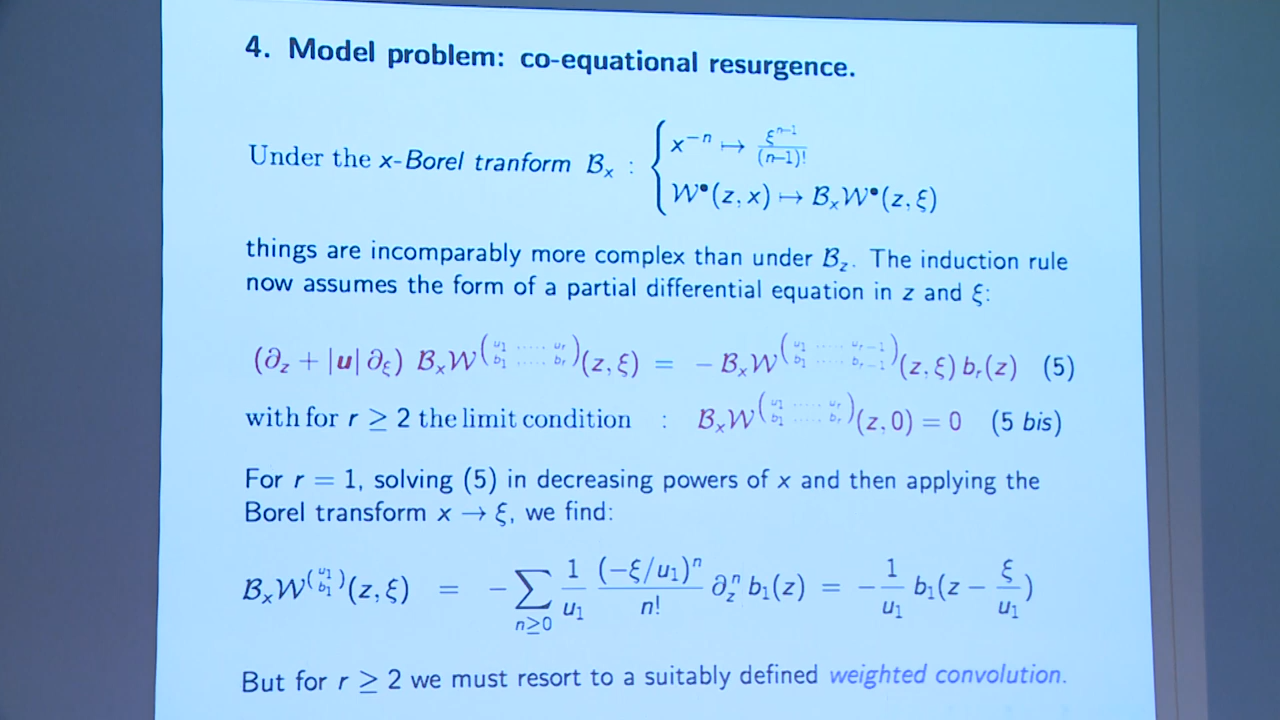 4. Model problem: co-equational resurgence.
Under the x-Borel tranform 𝓑ₓ : { x⁻ⁿ ↦ ξⁿ⁻¹/(n−1)!
𝒲•(z, x) ↦ 𝓑ₓ𝒲•(z, ξ)
things are incomparably more complex than under 𝓑_z. The induction rule
now assumes the form of a partial differential equation in z and ξ:
(∂_z + |u| ∂_ξ) 𝓑ₓ𝒲^(u₁ ..... u_r / b₁ ..... b_r)(z, ξ) = − 𝓑ₓ𝒲^(u₁ ..... u_{r−1} / b₁ ..... b_{r−1})(z, ξ) b_r(z) (5)
with for r ≥ 2 the limit condition : 𝓑ₓ𝒲^(u₁ ..... u_r / b₁ ..... b_r)(z, 0) = 0 (5 bis)
For r = 1, solving (5) in decreasing powers of x and then applying the
Borel transform x → ξ, we find:
𝓑ₓ𝒲^(u₁ / b₁)(z, ξ) = − ∑_{n≥0} 1/u₁ (−ξ/u₁)ⁿ/n! ∂_zⁿ b₁(z) = − 1/u₁ b₁(z − ξ/u₁)
But for r ≥ 2 we must resort to a suitably defined weighted convolution.